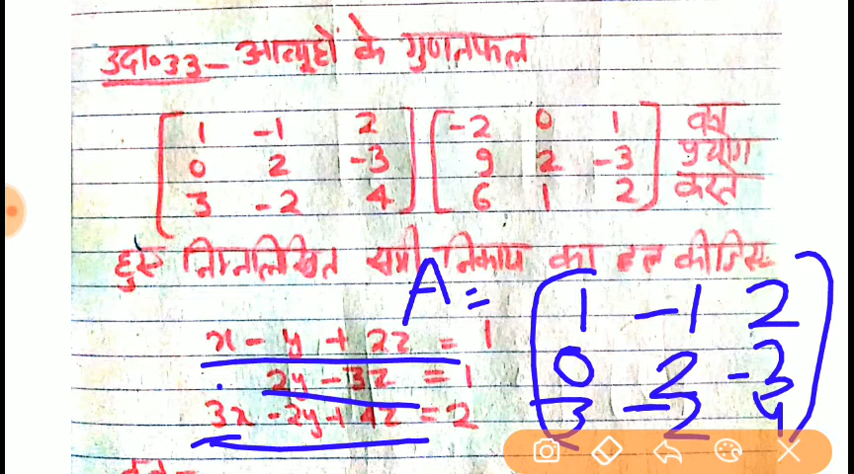 उदा०33- आव्यूहों के गुणनफल
[1 -1 2] [-2 0 1] का
[0 2 -3] [9 2 -3] प्रयोग
[3 -2 4] [6 1 2] करते
हुए निम्नलिखित समी निकाय का हल कीजिए
A = [1 -1 2]
[0 2 -3]
[3 -2 4]
x - y + 2z = 1
2y - 3z = 1
3x - 2y + 4z = 2